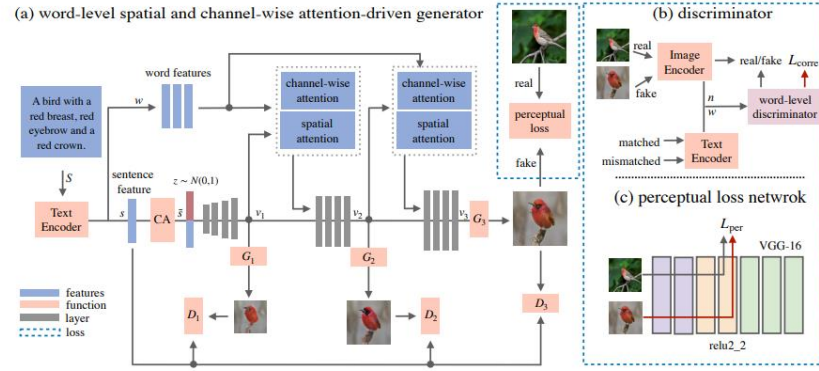 (a) word-level spatial and channel-wise attention-driven generator
word features
A bird with a
red breast, red
eyebrow and a
red crown.
w
channel-wise
attention
spatial
attention
channel-wise
attention
spatial
attention
real
perceptual
loss
fake
S
sentence
feature
z ~ N(0,1)
Text
Encoder
s
CA
s̃
v₁
v₂
v₃
G₃
G₁
G₂
D₁
D₂
D₃
features
function
layer
loss
(b) discriminator
real
fake
Image
Encoder
real/fake
L_corre
n
w
word-level
discriminator
matched
mismatched
Text
Encoder
(c) perceptual loss netwrok
L_per
VGG-16
relu2_2